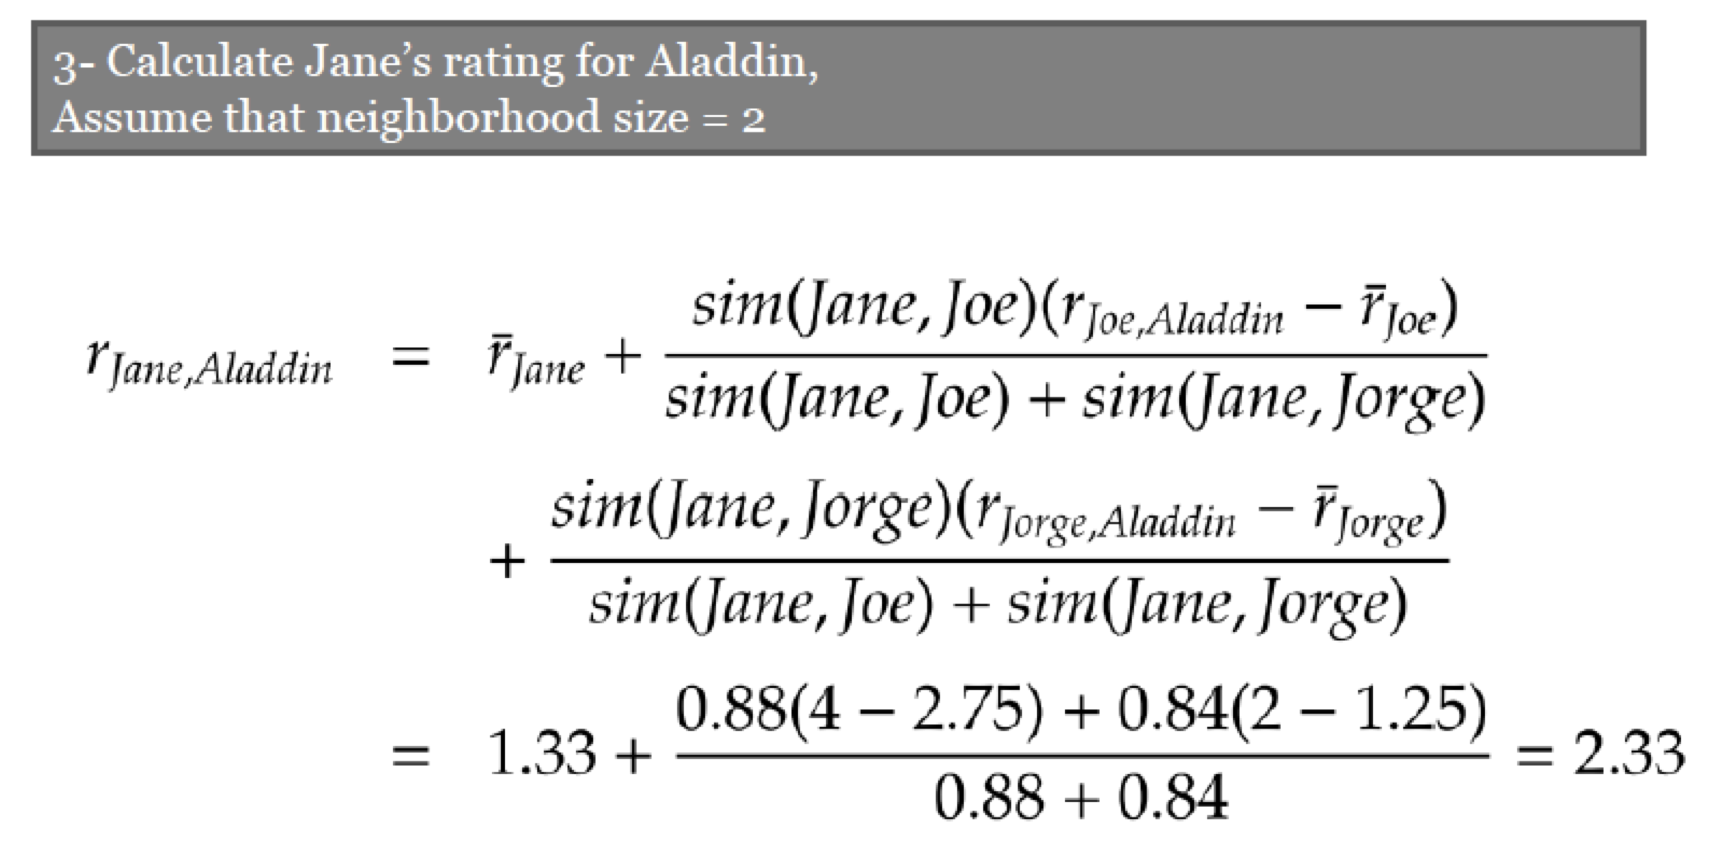 3- Calculate Jane’s rating for Aladdin,
Assume that neighborhood size = 2
r_{Jane,Aladdin} = r̄_{Jane} + \frac{sim(Jane, Joe)(r_{Joe,Aladdin} − r̄_{Joe})}{sim(Jane, Joe) + sim(Jane, Jorge)}
+ \frac{sim(Jane, Jorge)(r_{Jorge,Aladdin} − r̄_{Jorge})}{sim(Jane, Joe) + sim(Jane, Jorge)}
= 1.33 + \frac{0.88(4 − 2.75) + 0.84(2 − 1.25)}{0.88 + 0.84} = 2.33